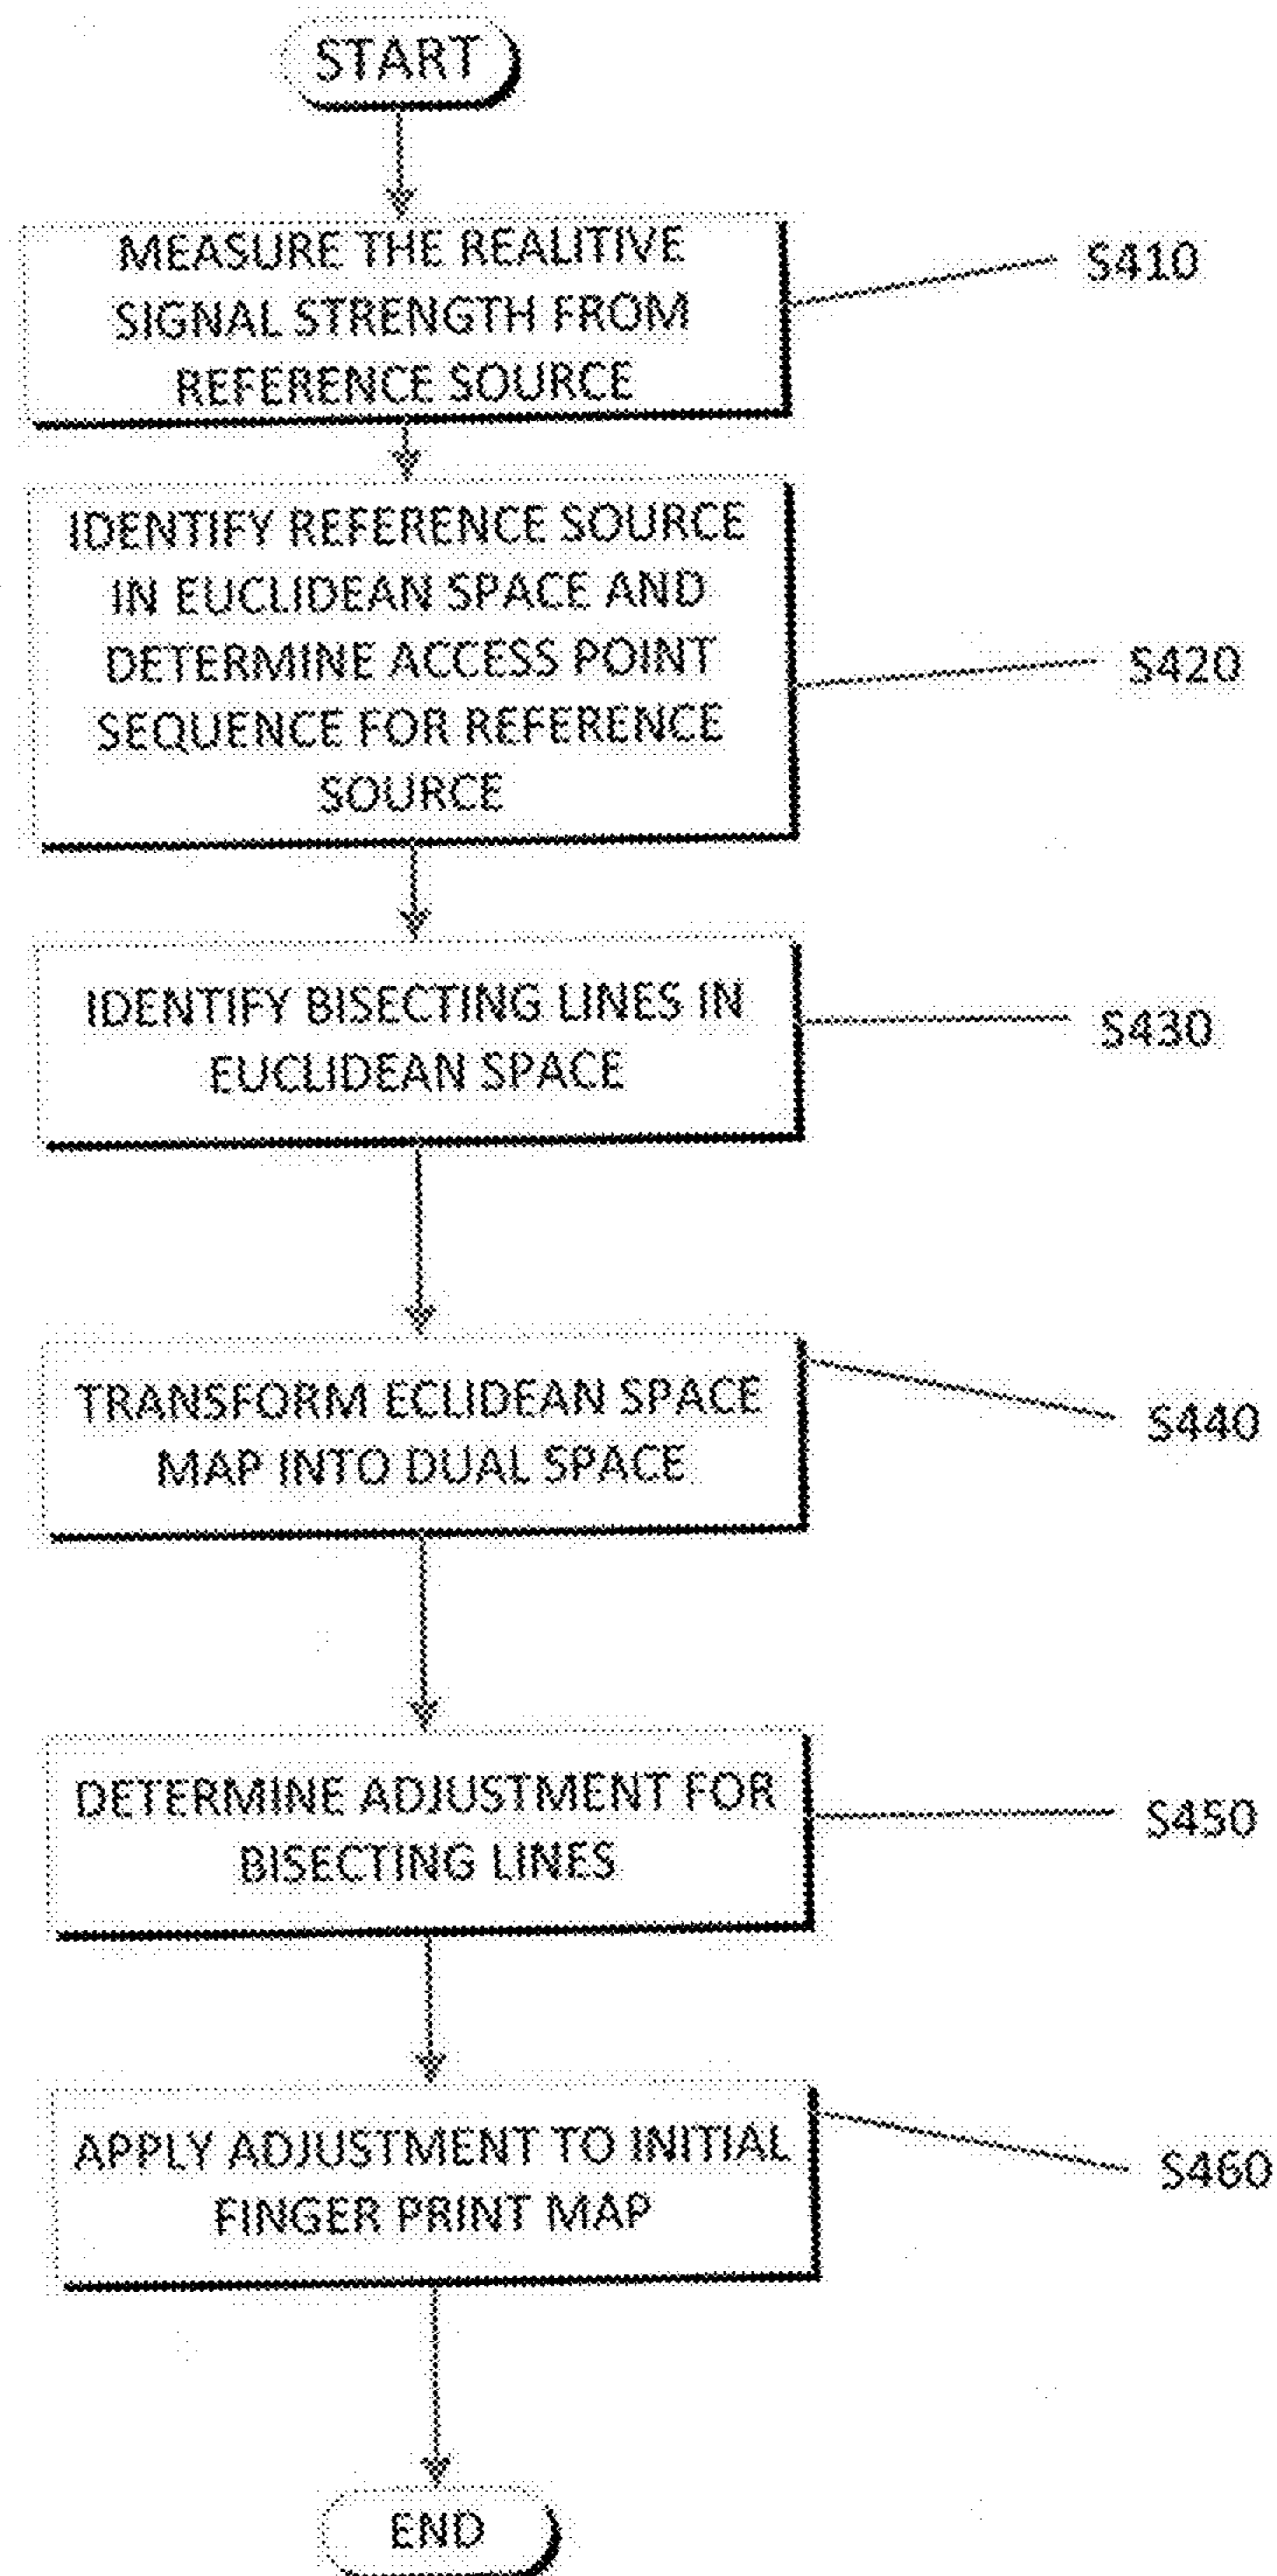 START
MEASURE THE REALITIVE
SIGNAL STRENGTH FROM
REFERENCE SOURCE
S410
IDENTIFY REFERENCE SOURCE
IN EUCLIDEAN SPACE AND
DETERMINE ACCESS POINT
SEQUENCE FOR REFERENCE
SOURCE
S420
IDENTIFY BISECTING LINES IN
EUCLIDEAN SPACE
S430
TRANSFORM ECLIDEAN SPACE
MAP INTO DUAL SPACE
S440
DETERMINE ADJUSTMENT FOR
BISECTING LINES
S450
APPLY ADJUSTMENT TO INITIAL
FINGER PRINT MAP
S460
END